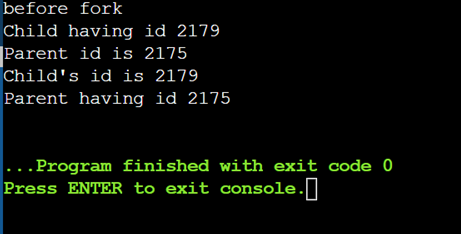 before fork
Child having id 2179
Parent id is 2175
Child's id is 2179
Parent having id 2175
...Program finished with exit code 0
Press ENTER to exit console.